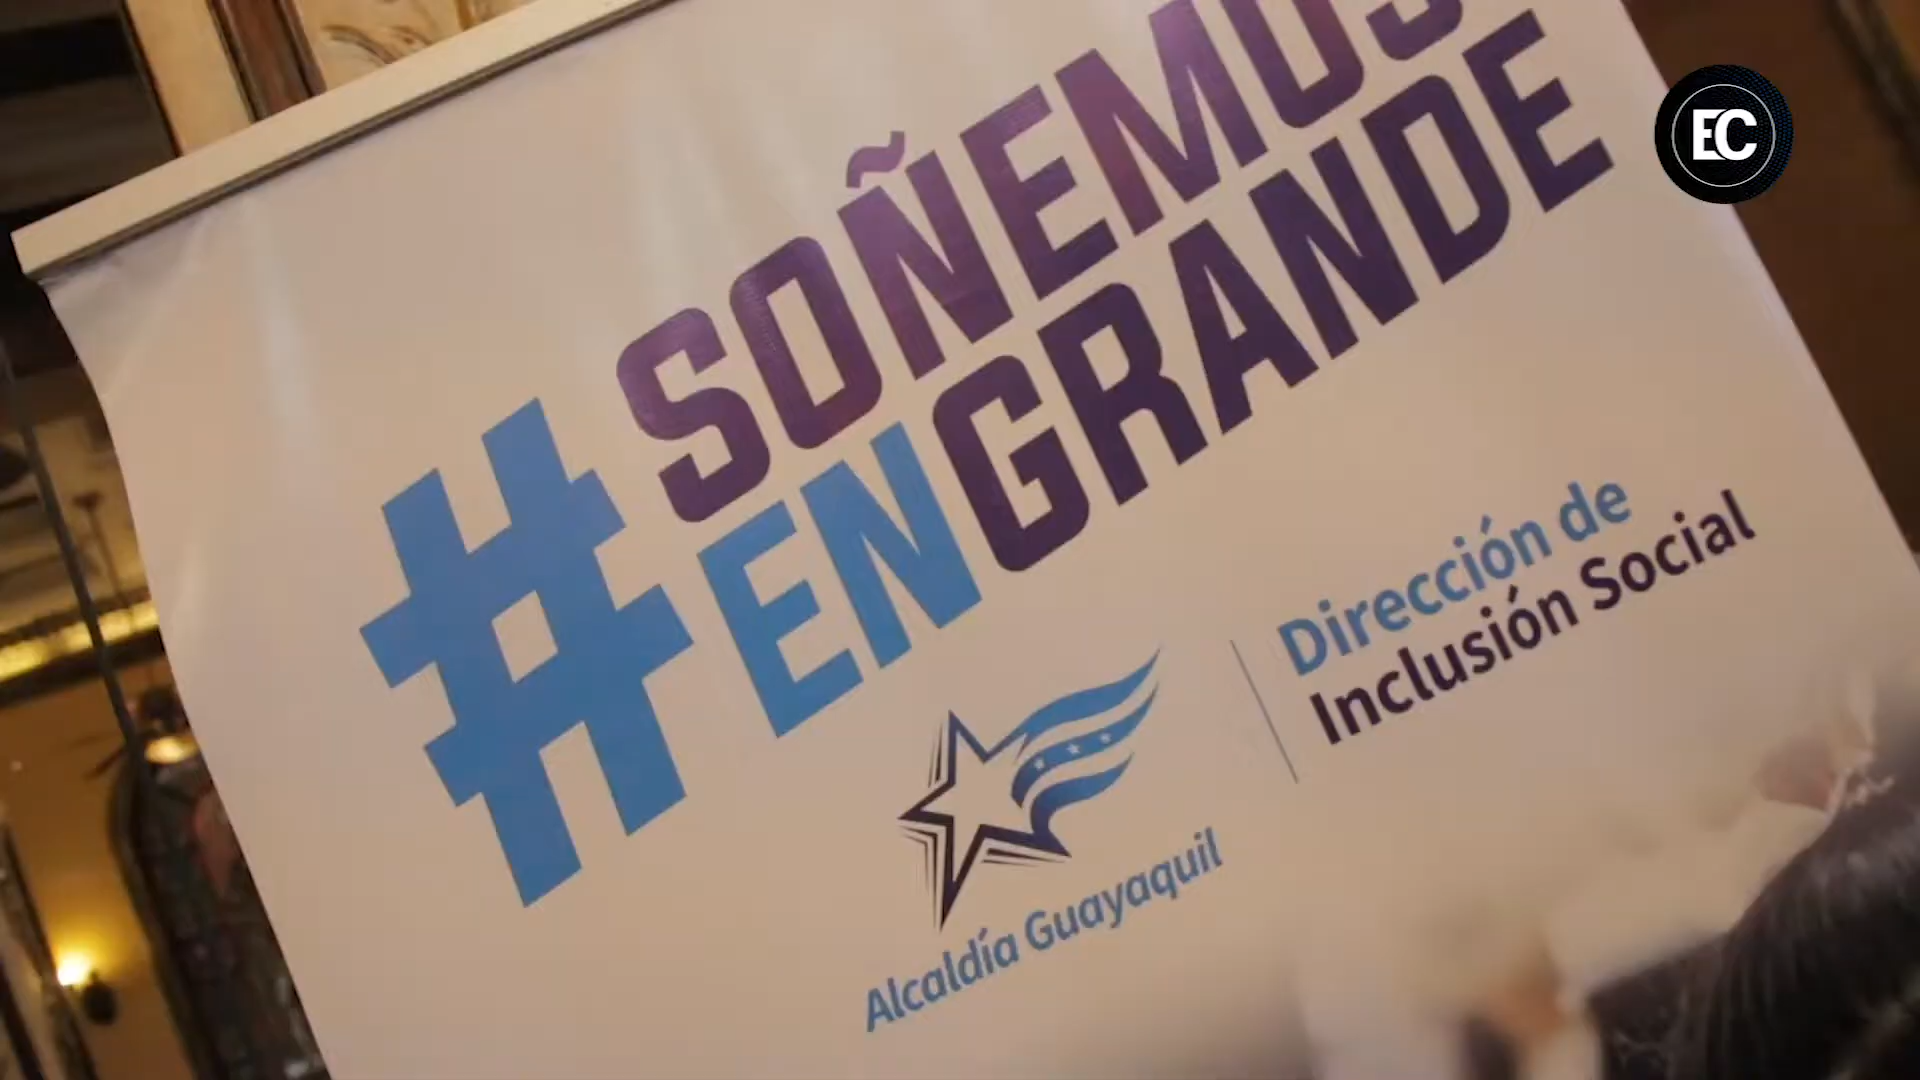 #SOÑEMOS
ENGRANDE
Dirección de
Inclusión Social
Alcaldía Guayaquil
EC